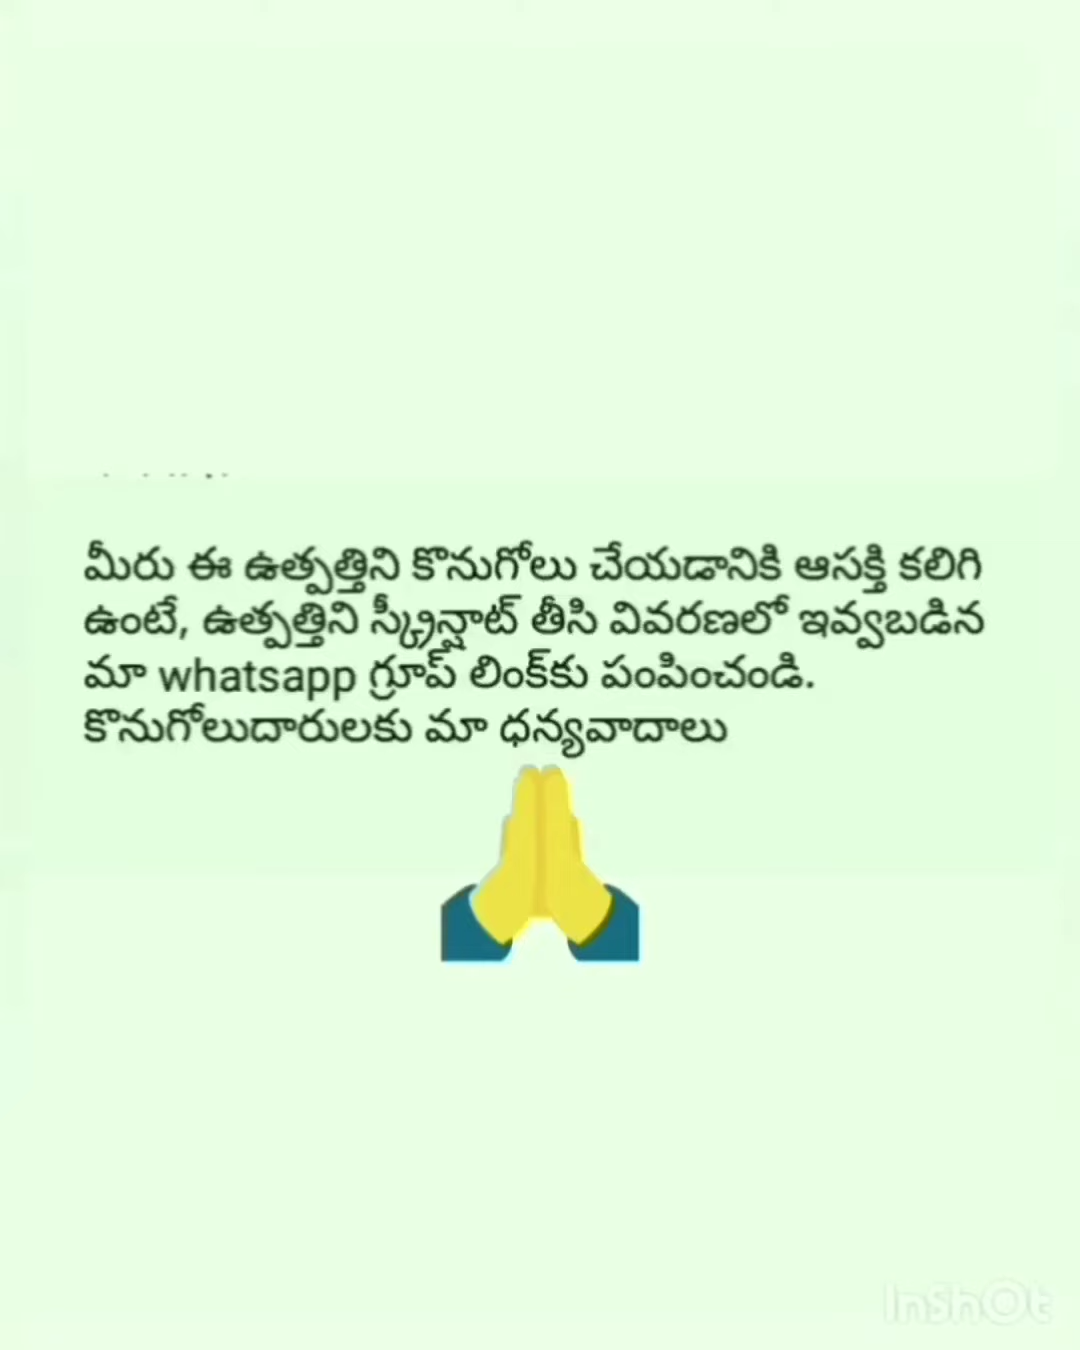 మీరు ఈ ఉత్పత్తిని కొనుగోలు చేయడానికి ఆసక్తి కలిగి
ఉంటే, ఉత్పత్తిని స్క్రీన్షాట్ తీసి వివరణలో ఇవ్వబడిన
మా whatsapp గ్రూప్ లింక్‌కు పంపించండి.
కొనుగోలుదారులకు మా ధన్యవాదాలు
InShOt